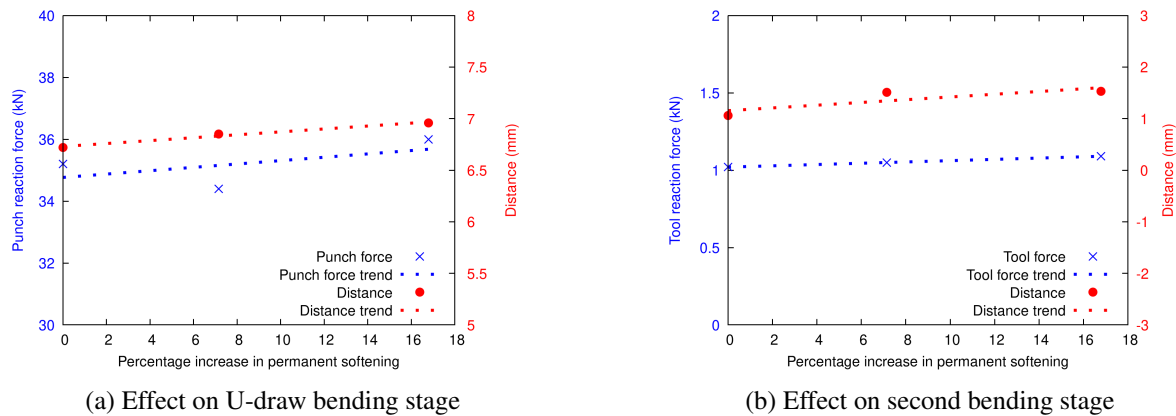 40
38
36
34
32
30
Punch reaction force (kN)
8
7.5
7
6.5
6
5.5
5
Distance (mm)
Punch force
Punch force trend
Distance
Distance trend
0 2 4 6 8 10 12 14 16 18
Percentage increase in permanent softening
(a) Effect on U-draw bending stage
2
1.5
1
0.5
0
Tool reaction force (kN)
3
2
1
0
-1
-2
-3
Distance (mm)
Tool force
Tool force trend
Distance
Distance trend
0 2 4 6 8 10 12 14 16 18
Percentage increase in permanent softening
(b) Effect on second bending stage